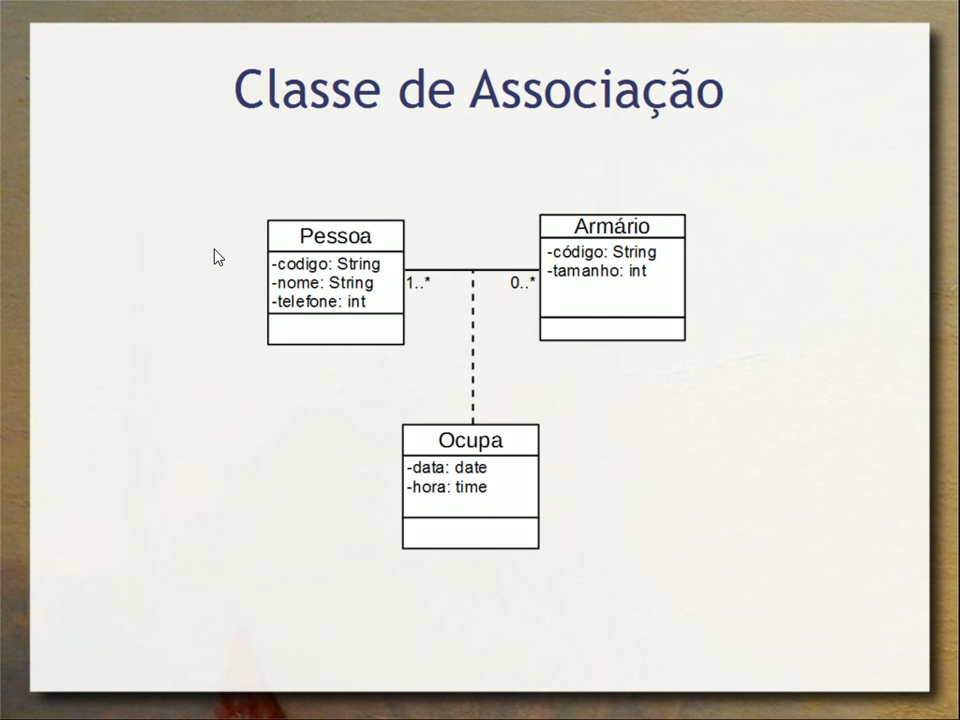 Classe de Associação
Pessoa
-codigo: String
-nome: String
-telefone: int
1..*
0..*
Armário
-código: String
-tamanho: int
Ocupa
-data: date
-hora: time